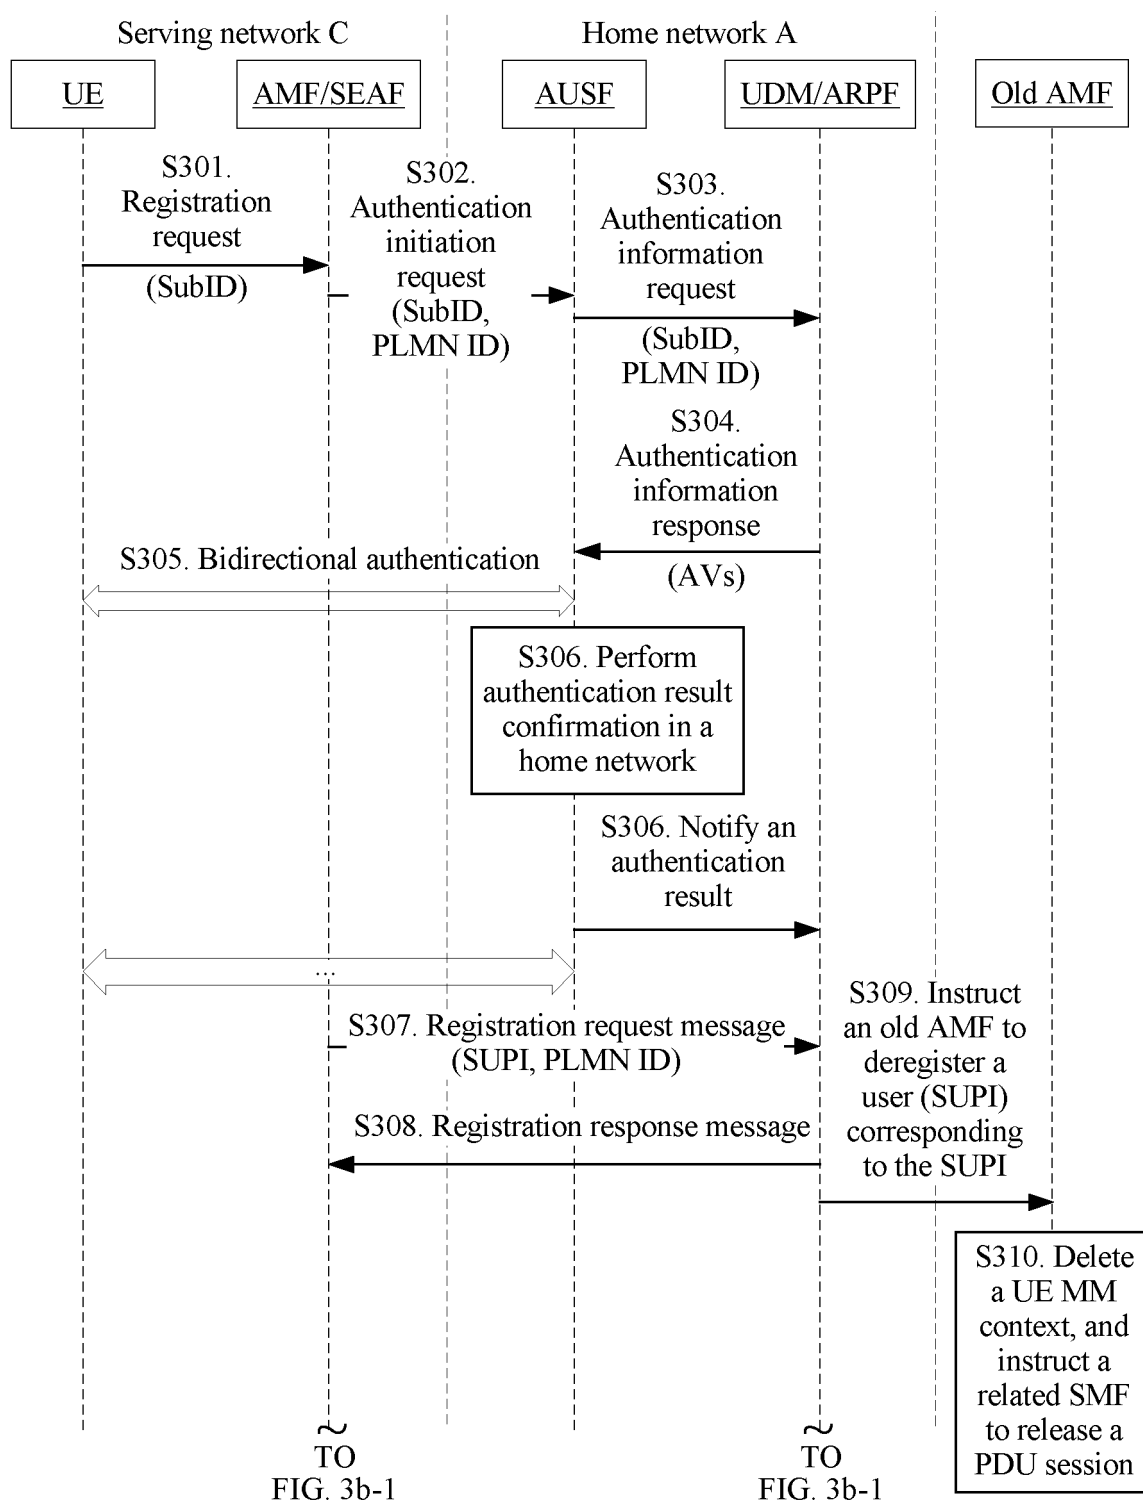 Serving network C
Home network A
UE
AMF/SEAF
AUSF
UDM/ARPF
Old AMF
S301.
Registration
request
(SubID)
S302.
Authentication
initiation
request
(SubID,
PLMN ID)
S303.
Authentication
information
request
(SubID,
PLMN ID)
S304.
Authentication
information
response
(AVs)
S305. Bidirectional authentication
S306. Perform
authentication result
confirmation in a
home network
S306. Notify an
authentication
result
...
S307. Registration request message
(SUPI, PLMN ID)
S308. Registration response message
S309. Instruct
an old AMF to
deregister a
user (SUPI)
corresponding
to the SUPI
S310. Delete
a UE MM
context, and
instruct a
related SMF
to release a
PDU session
TO
FIG. 3b-1
TO
FIG. 3b-1